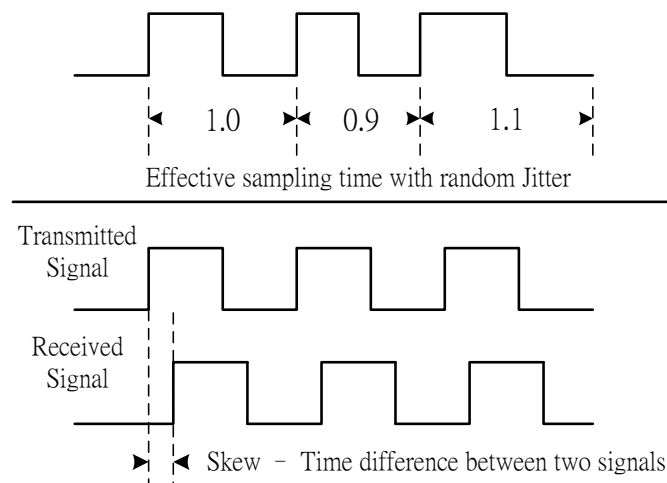 1.0 0.9 1.1
Effective sampling time with random Jitter
Transmitted
Signal
Received
Signal
Skew - Time difference between two signals